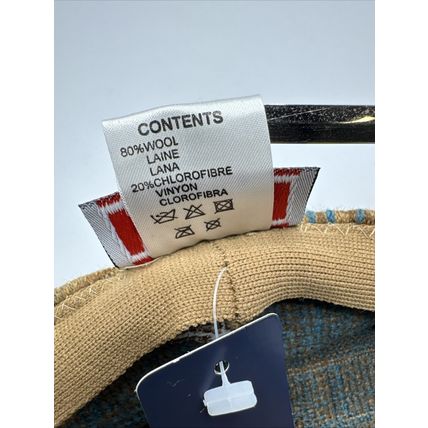 CONTENTS
80%WOOL
LAINE
LANA
20%CHLOROFIBRE
VINYON
CLOROFIBRA